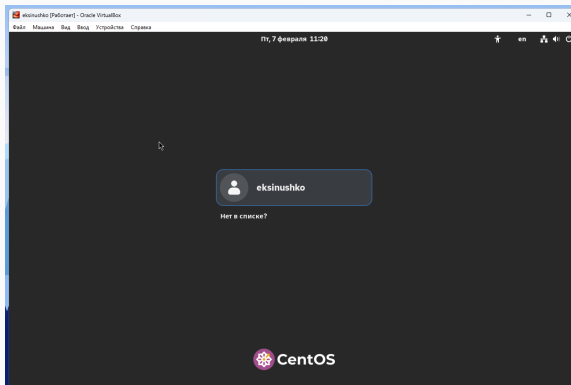 eksinushko [Работает] - Oracle VirtualBox
Файл Машина Вид Ввод Устройства Справка
Пт, 7 февраля 11:20
en
eksinushko
Нет в списке?
CentOS